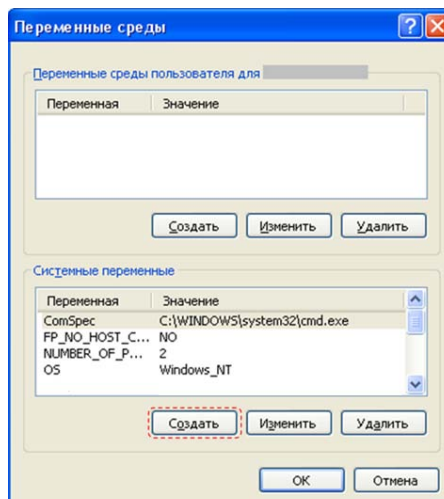 Переменные среды
Переменные среды пользователя для
Переменная Значение
Создать Изменить Удалить
Системные переменные
Переменная Значение
ComSpec C:\WINDOWS\system32\cmd.exe
FP_NO_HOST_C... NO
NUMBER_OF_P... 2
OS Windows_NT
Создать Изменить Удалить
ОК Отмена